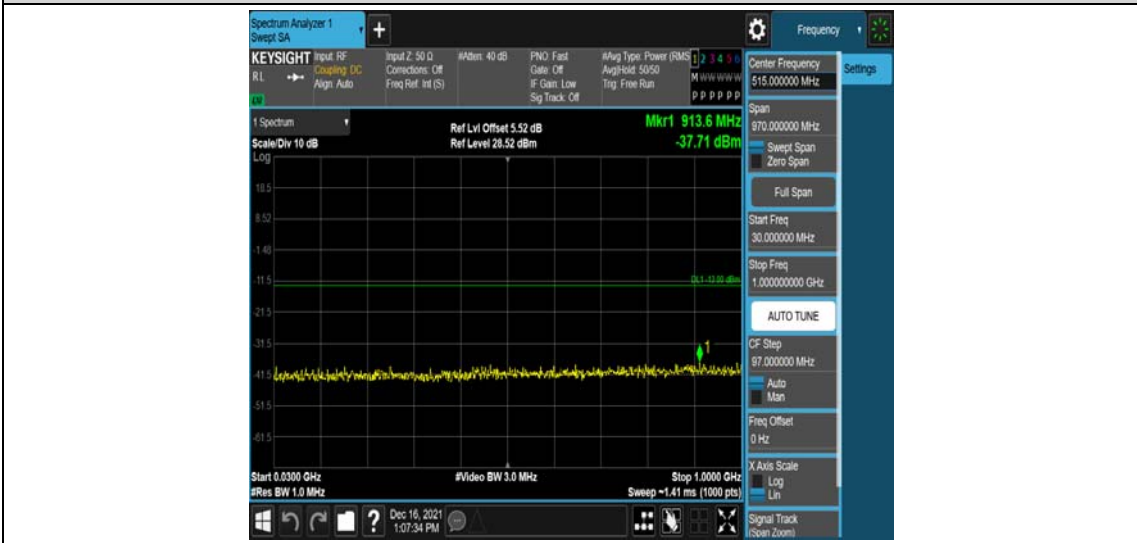 Spectrum Analyzer 1
Swept SA
+
Frequency
KEYSIGHT
RL
Input: RF
Coupling: DC
Align: Auto
Input Z: 50 Ω
Corrections: Off
Freq Ref: Int (S)
#Atten: 40 dB
PNO: Fast
Gate: Off
IF Gain: Low
Sig Track: Off
#Avg Type: Power (RMS
Avg|Hold: 50/50
Trig: Free Run
1 2 3 4 5 6
M W W W W W
P P P P P P
Center Frequency
515.000000 MHz
Settings
Span
970.000000 MHz
Swept Span
Zero Span
Full Span
Start Freq
30.000000 MHz
Stop Freq
1.000000000 GHz
AUTO TUNE
CF Step
97.000000 MHz
Auto
Man
Freq Offset
0 Hz
X Axis Scale
Log
Lin
Signal Track
(Span Zoom)
1 Spectrum
Scale/Div 10 dB
Log
Ref Lvl Offset 5.52 dB
Ref Level 28.52 dBm
Mkr1 913.6 MHz
-37.71 dBm
18.5
8.52
-1.48
-11.5
DL1 -13.00 dBm
-21.5
-31.5
1
-41.5
-51.5
-61.5
Start 0.0300 GHz
#Video BW 3.0 MHz
Stop 1.0000 GHz
#Res BW 1.0 MHz
Sweep ~1.41 ms (1000 pts)
?
Dec 16, 2021
1:07:34 PM